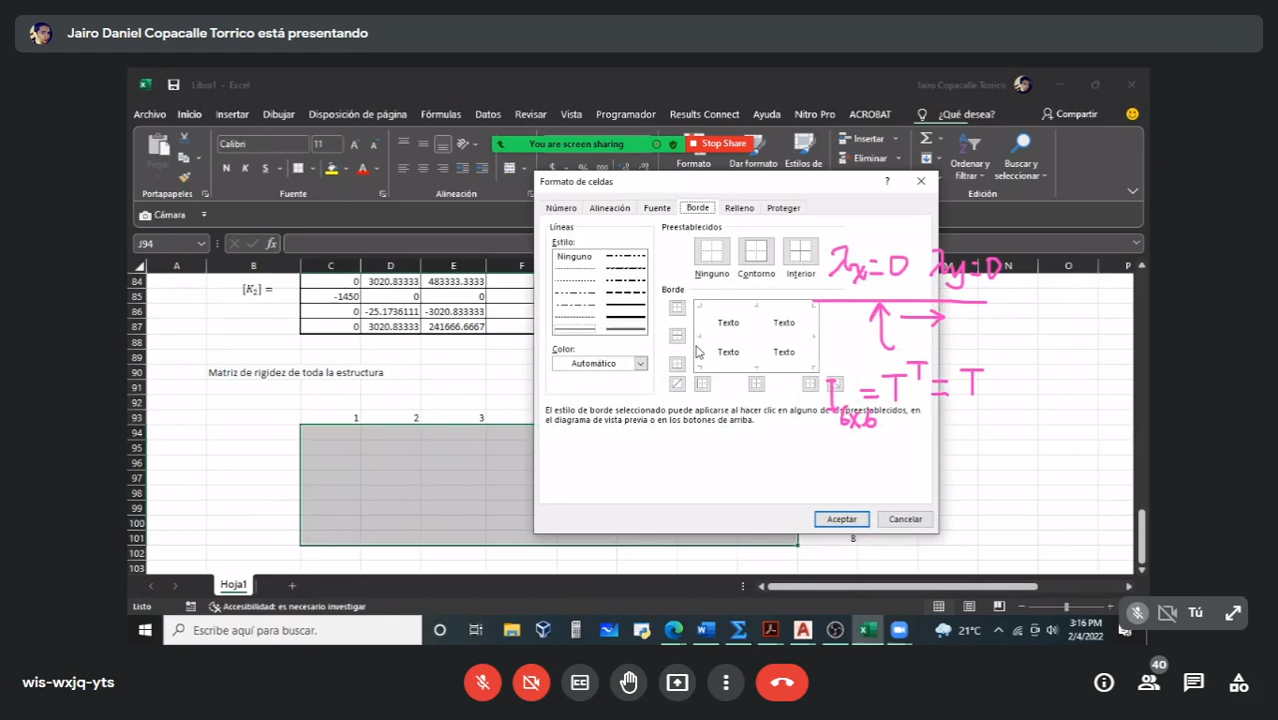 Jairo Daniel Copacalle Torrico está presentando
Libro1 - Excel
Jairo Copacalle Torrico
Archivo Inicio Insertar Dibujar Disposición de página Fórmulas Datos Revisar Vista Programador Results Connect Ayuda Nitro Pro ACROBAT ¿Qué desea? Compartir
You are screen sharing Stop Share
Pegar
Calibri 11
N K S
Formato Dar formato Estilos de
Insertar
Eliminar
Ordenar y filtrar
Buscar y seleccionar
Portapapeles Fuente Alineación Edición
Cámara
J94 fx
A B C D E F N O P
84 0 3020.83333 483333.3333
85 -1450 0 0
[K2] =
86 0 -25.1736111 -3020.83333
87 0 3020.83333 241666.6667
90 Matriz de rigidez de toda la estructura
91
92
93 1 2 3
94
95
96
97
98
99
100
101 8
102
103
Formato de celdas ?
Número Alineación Fuente Borde Relleno Proteger
Líneas
Estilo:
Ninguno
Color:
Automático
Preestablecidos
Ninguno Contorno Interior
Borde
Texto Texto
Texto Texto
El estilo de borde seleccionado puede aplicarse al hacer clic en alguno de los preestablecidos, en
el diagrama de vista previa o en los botones de arriba.
Aceptar Cancelar
λx=0 λy=0
I6x6 = T^T = T
Hoja1
Listo Accesibilidad: es necesario investigar
Escribe aquí para buscar.
21°C
3:16 PM
2/4/2022
Tú
wis-wxjq-yts
40